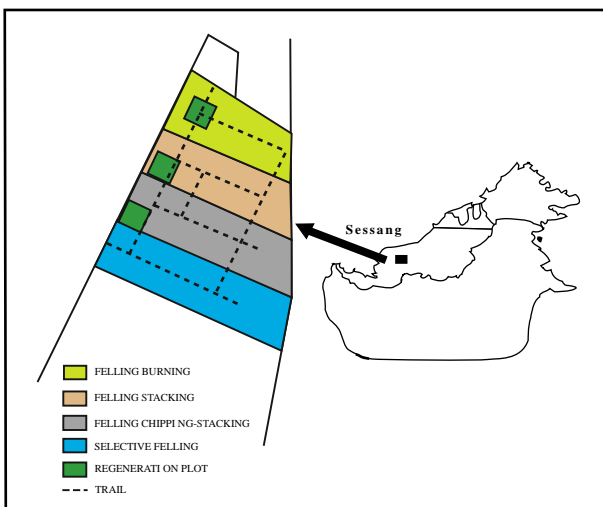 Sessang
FELLING BURNING
FELLING STACKING
FELLING CHIPPI NG-STACKING
SELECTIVE FELLING
REGENERATI ON PLOT
TRAIL